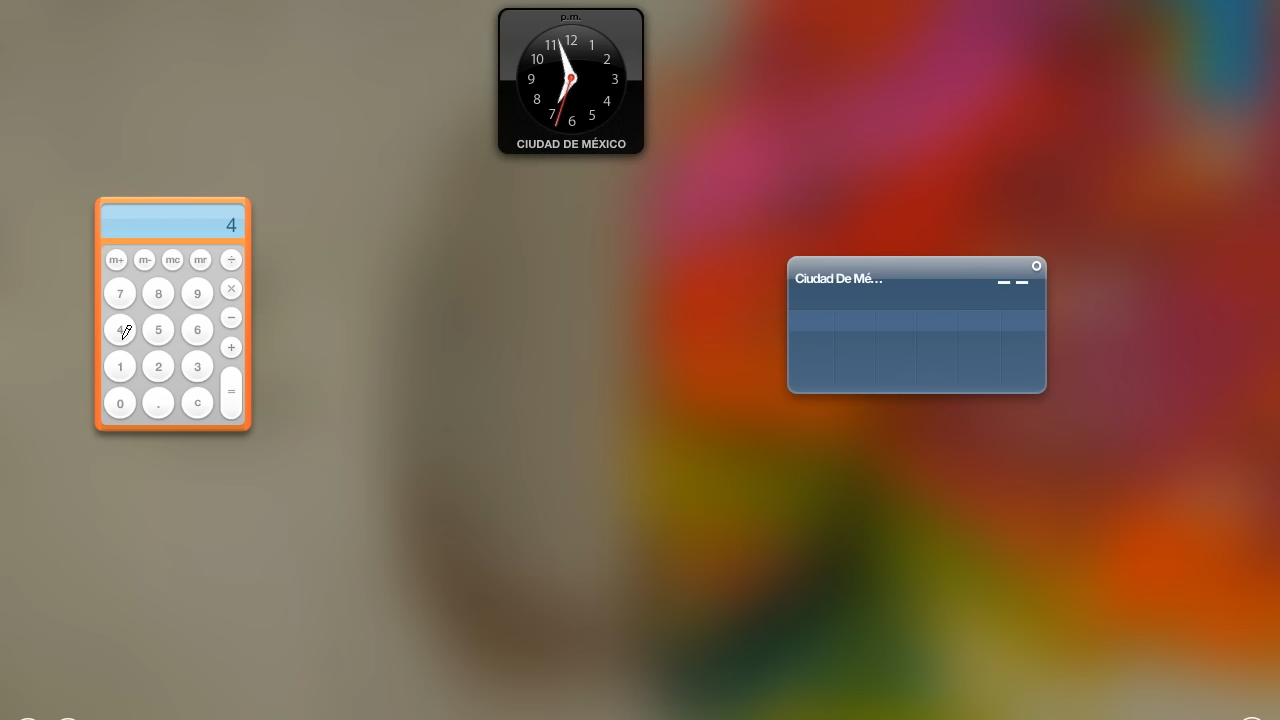 p.m.
11 12 1
10 2
9 3
8 4
7 6 5
CIUDAD DE MÉXICO
4
m+ m- mc mr ÷
7 8 9 ×
4 5 6 −
+
1 2 3
=
0 . c
Ciudad De Mé... — —